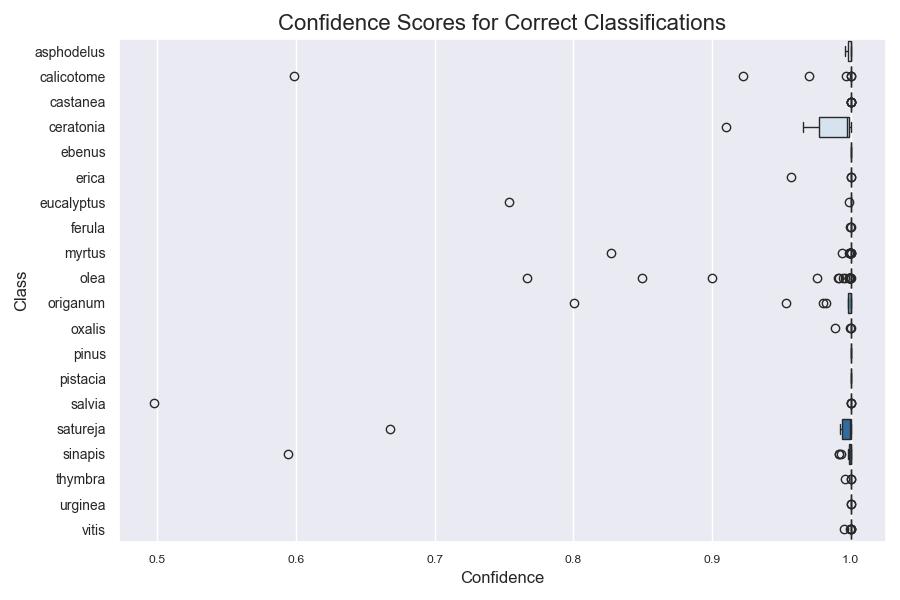 Confidence Scores for Correct Classifications
asphodelus
calicotome
castanea
ceratonia
ebenus
erica
eucalyptus
ferula
myrtus
olea
origanum
oxalis
pinus
pistacia
salvia
satureja
sinapis
thymbra
urginea
vitis
Class
0.5 0.6 0.7 0.8 0.9 1.0
Confidence